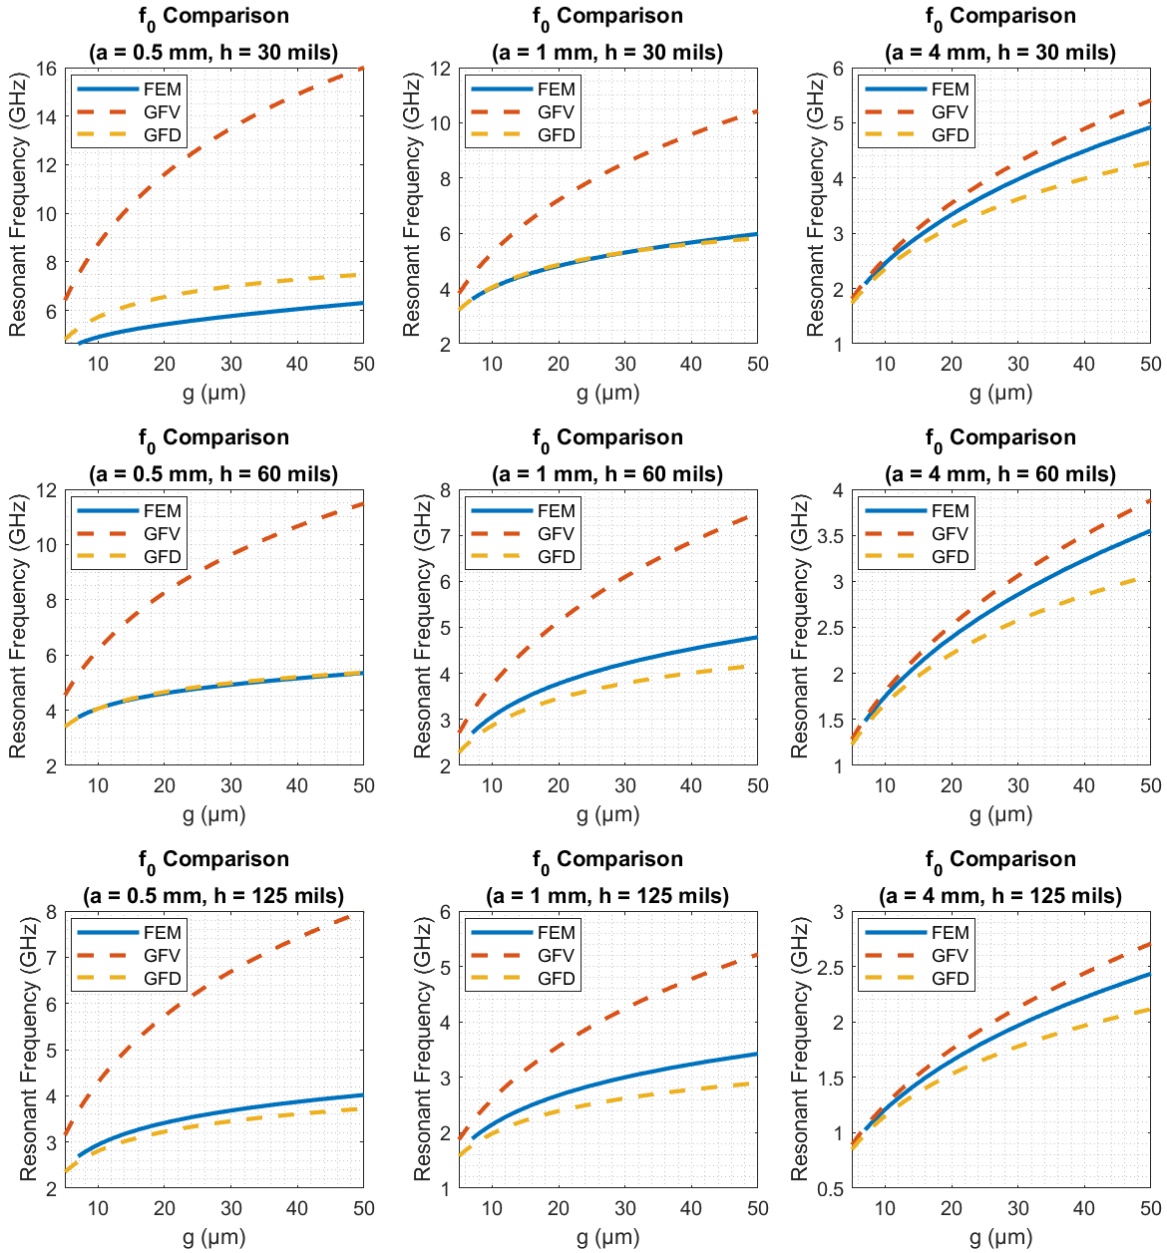 f0 Comparison
(a = 0.5 mm, h = 30 mils)
Resonant Frequency (GHz)
16
14
12
10
8
6
FEM
GFV
GFD
10 20 30 40 50
g (µm)
f0 Comparison
(a = 1 mm, h = 30 mils)
Resonant Frequency (GHz)
12
10
8
6
4
2
FEM
GFV
GFD
10 20 30 40 50
g (µm)
f0 Comparison
(a = 4 mm, h = 30 mils)
Resonant Frequency (GHz)
6
5
4
3
2
1
FEM
GFV
GFD
10 20 30 40 50
g (µm)
f0 Comparison
(a = 0.5 mm, h = 60 mils)
Resonant Frequency (GHz)
12
10
8
6
4
2
FEM
GFV
GFD
10 20 30 40 50
g (µm)
f0 Comparison
(a = 1 mm, h = 60 mils)
Resonant Frequency (GHz)
8
7
6
5
4
3
2
FEM
GFV
GFD
10 20 30 40 50
g (µm)
f0 Comparison
(a = 4 mm, h = 60 mils)
Resonant Frequency (GHz)
4
3.5
3
2.5
2
1.5
1
FEM
GFV
GFD
10 20 30 40 50
g (µm)
f0 Comparison
(a = 0.5 mm, h = 125 mils)
Resonant Frequency (GHz)
8
7
6
5
4
3
2
FEM
GFV
GFD
10 20 30 40 50
g (µm)
f0 Comparison
(a = 1 mm, h = 125 mils)
Resonant Frequency (GHz)
6
5
4
3
2
1
FEM
GFV
GFD
10 20 30 40 50
g (µm)
f0 Comparison
(a = 4 mm, h = 125 mils)
Resonant Frequency (GHz)
3
2.5
2
1.5
1
0.5
FEM
GFV
GFD
10 20 30 40 50
g (µm)